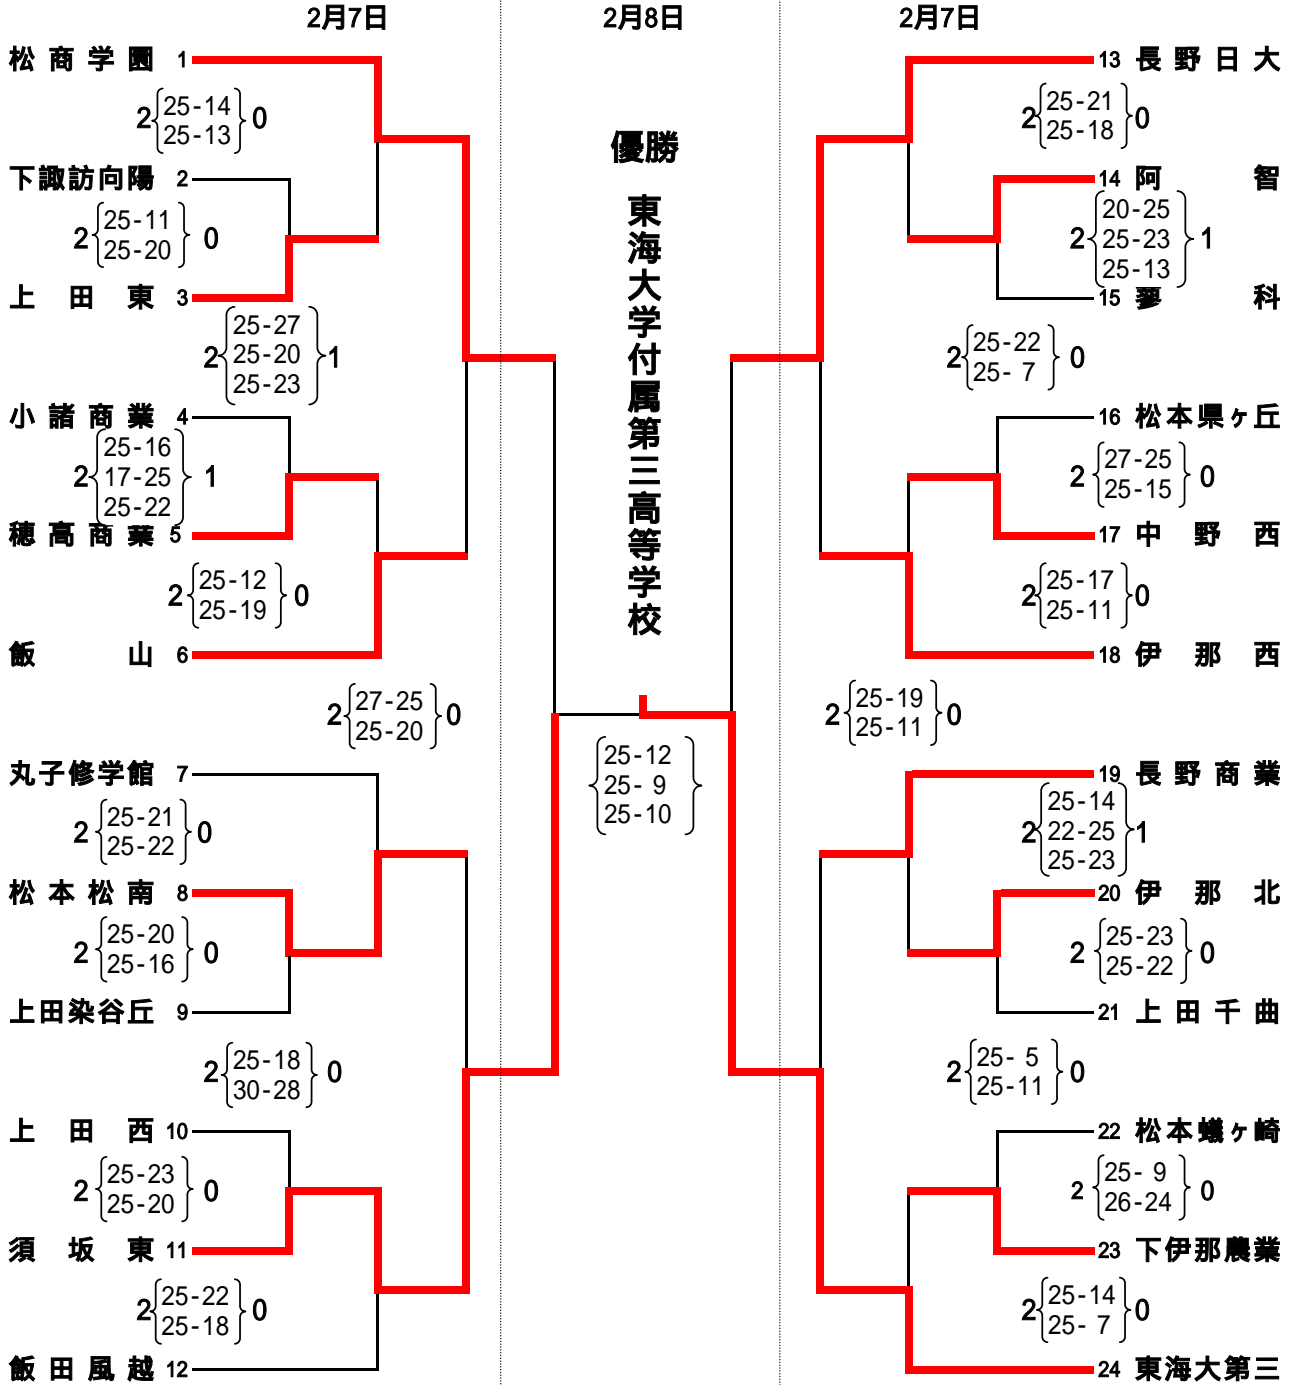 2月7日
2月8日
2月7日
松商学園 1
2 25-14 0
25-13
下諏訪向陽 2
2 25-11 0
25-20
上田東 3
25-27
2 25-20 1
25-23
小諸商業 4
25-16
2 17-25 1
25-22
穂高商業 5
2 25-12 0
25-19
飯山 6
2 27-25 0
25-20
丸子修学館 7
2 25-21 0
25-22
松本松南 8
2 25-20 0
25-16
上田染谷丘 9
2 25-18 0
30-28
上田西 10
2 25-23 0
25-20
須坂東 11
2 25-22 0
25-18
飯田風越 12
優勝
東海大学付属第三高等学校
25-12
25- 9
25-10
13 長野日大
2 25-21 0
25-18
14 阿智
20-25
2 25-23 1
25-13
15 蓼科
2 25-22 0
25- 7
16 松本県ヶ丘
2 27-25 0
25-15
17 中野西
2 25-17 0
25-11
18 伊那西
2 25-19 0
25-11
19 長野商業
25-14
2 22-25 1
25-23
20 伊那北
2 25-23 0
25-22
21 上田千曲
2 25- 5 0
25-11
22 松本蟻ヶ崎
2 25- 9 0
26-24
23 下伊那農業
2 25-14 0
25- 7
24 東海大第三